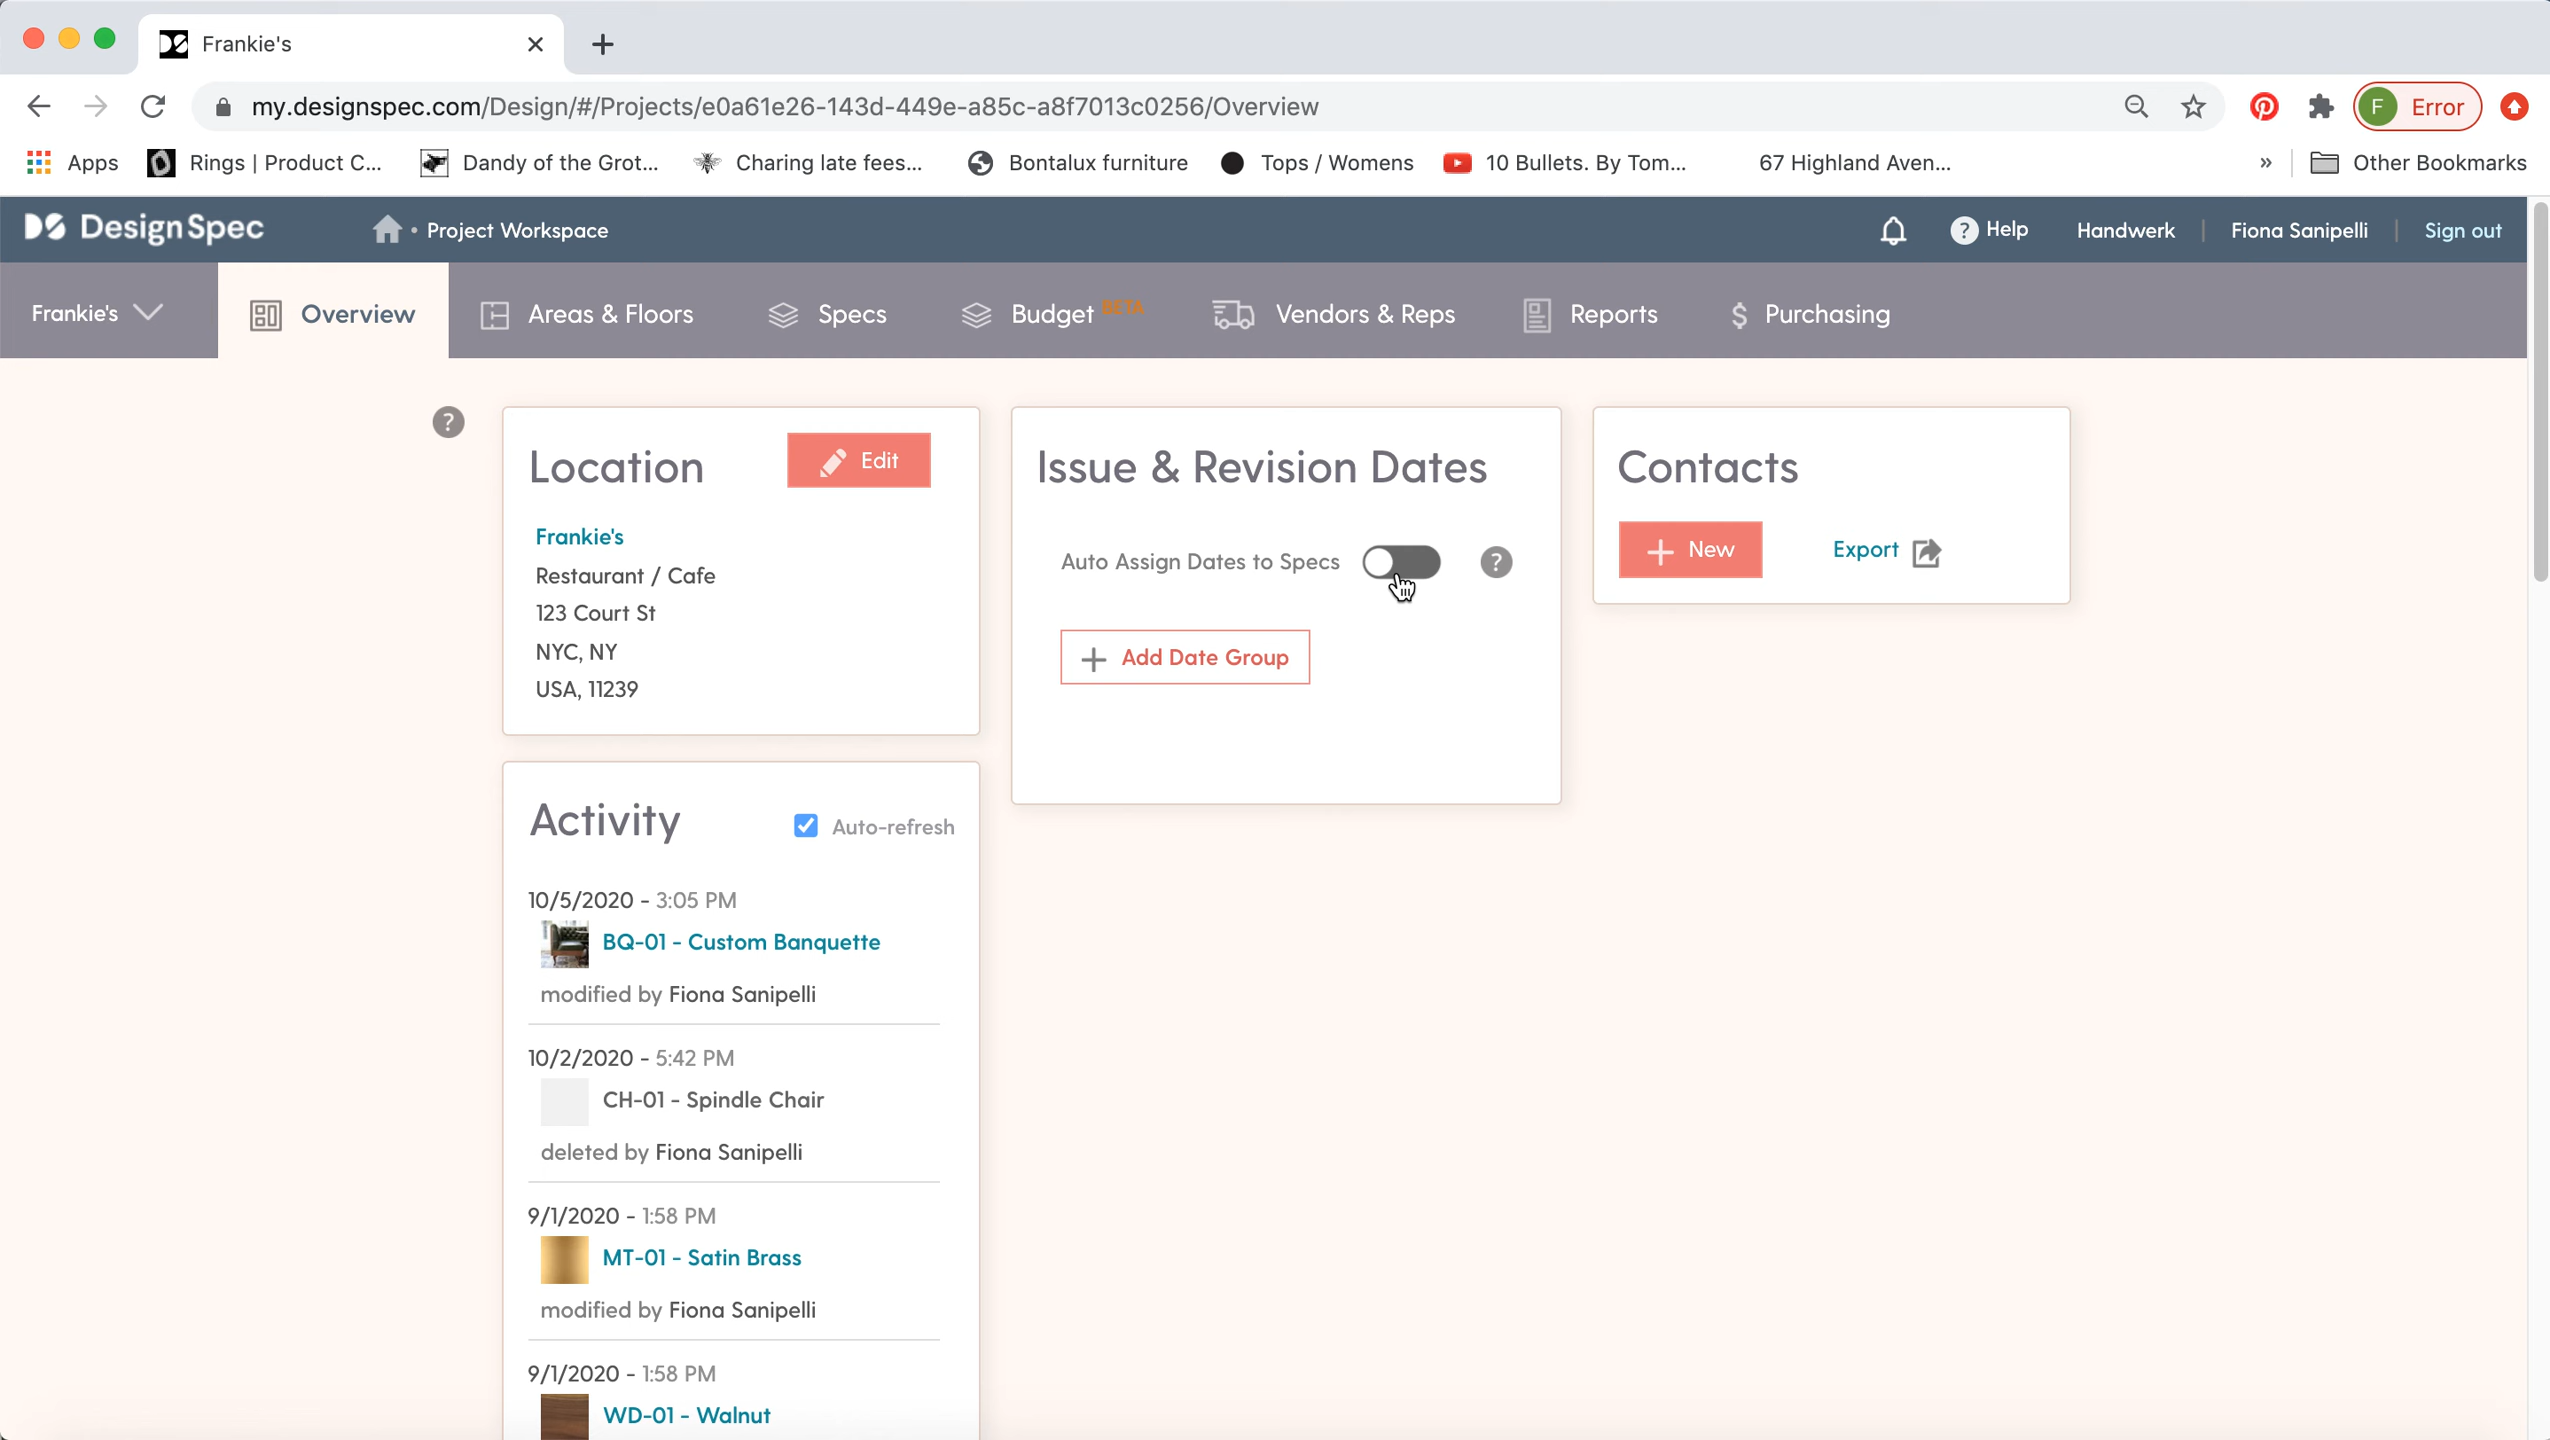 Frankie's
my.designspec.com/Design/#/Projects/e0a61e26-143d-449e-a85c-a8f7013c0256/Overview
F Error
Apps Rings | Product C... Dandy of the Grot... Charing late fees... Bontalux furniture Tops / Womens 10 Bullets. By Tom... 67 Highland Aven... » Other Bookmarks
DS DesignSpec • Project Workspace ? Help Handwerk | Fiona Sanipelli | Sign out
Frankie's Overview Areas & Floors Specs Budget BETA Vendors & Reps Reports $ Purchasing
?
Location Edit
Frankie's
Restaurant / Cafe
123 Court St
NYC, NY
USA, 11239
Issue & Revision Dates
Auto Assign Dates to Specs ?
+ Add Date Group
Contacts
+ New Export
Activity Auto-refresh
10/5/2020 - 3:05 PM
BQ-01 - Custom Banquette
modified by Fiona Sanipelli
10/2/2020 - 5:42 PM
CH-01 - Spindle Chair
deleted by Fiona Sanipelli
9/1/2020 - 1:58 PM
MT-01 - Satin Brass
modified by Fiona Sanipelli
9/1/2020 - 1:58 PM
WD-01 - Walnut